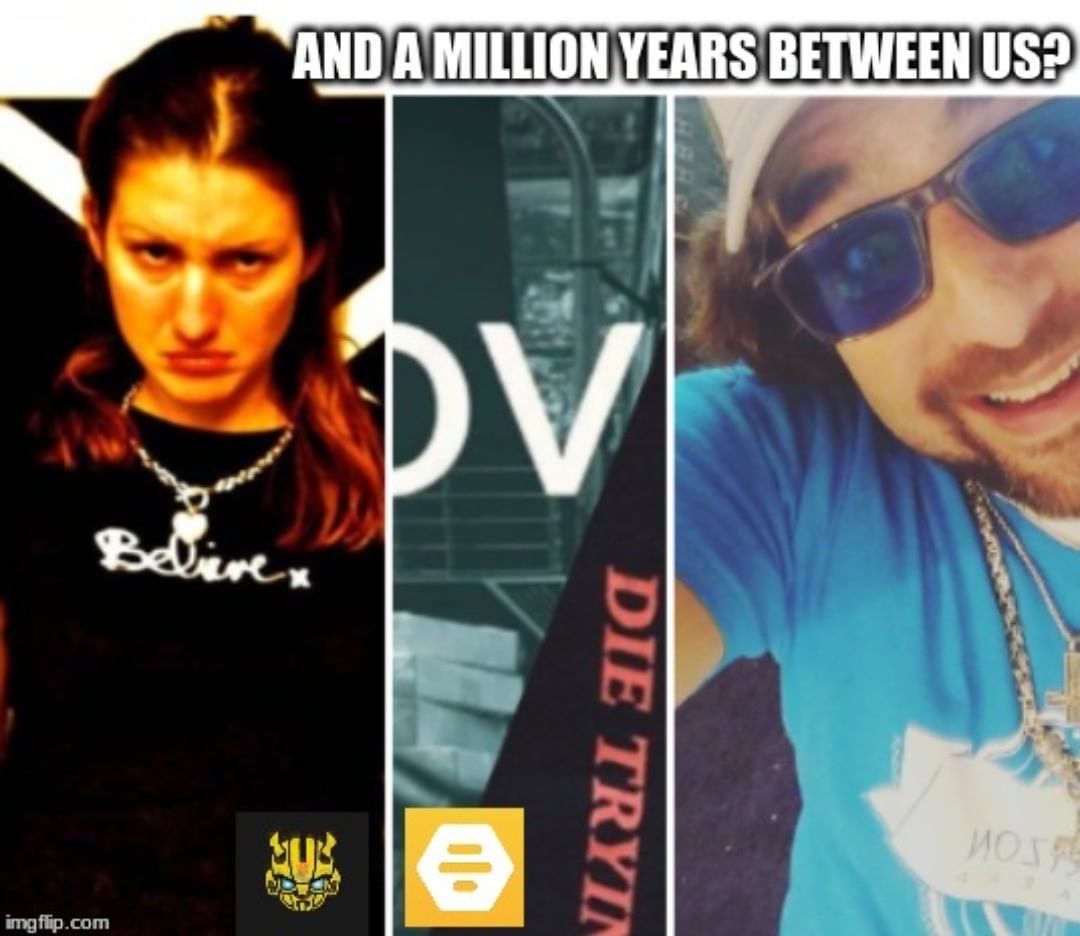 AND A MILLION YEARS BETWEEN US?
Believe x
OV
DIE TRYIN
imgflip.com